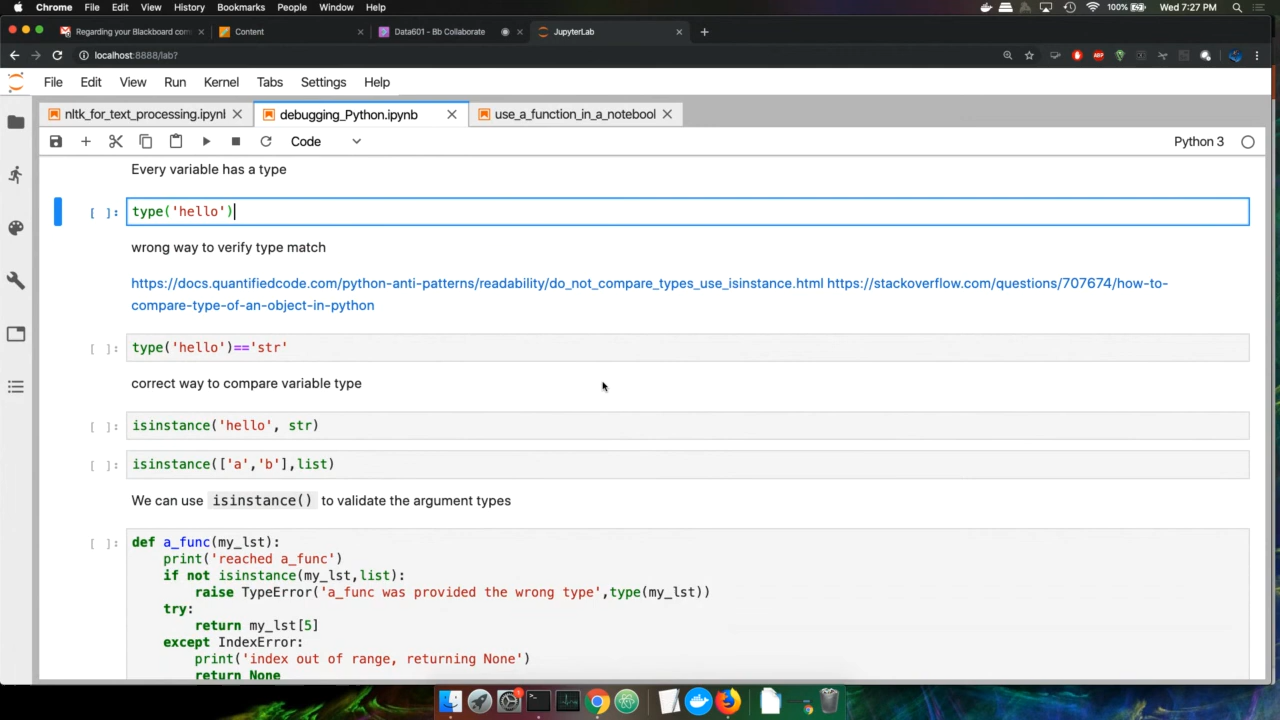 Chrome File Edit View History Bookmarks People Window Help 100% Wed 7:27 PM
Regarding your Blackboard com
Content
Data601 - Bb Collaborate
JupyterLab
localhost:8888/lab?
ABP
File Edit View Run Kernel Tabs Settings Help
nltk_for_text_processing.ipynl
debugging_Python.ipynb
use_a_function_in_a_notebool
Code
Python 3
Every variable has a type
[ ]: type('hello')
wrong way to verify type match
https://docs.quantifiedcode.com/python-anti-patterns/readability/do_not_compare_types_use_isinstance.html https://stackoverflow.com/questions/707674/how-to-
compare-type-of-an-object-in-python
[ ]: type('hello')=='str'
correct way to compare variable type
[ ]: isinstance('hello', str)
[ ]: isinstance(['a','b'],list)
We can use isinstance() to validate the argument types
[ ]: def a_func(my_lst):
print('reached a_func')
if not isinstance(my_lst,list):
raise TypeError('a_func was provided the wrong type',type(my_lst))
try:
return my_lst[5]
except IndexError:
print('index out of range, returning None')
return None